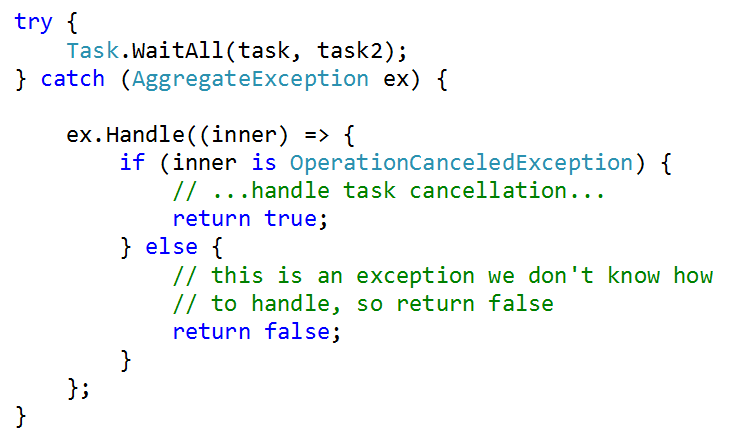 try {
    Task.WaitAll(task, task2);
} catch (AggregateException ex) {

    ex.Handle((inner) => {
        if (inner is OperationCanceledException) {
            // ...handle task cancellation...
            return true;
        } else {
            // this is an exception we don't know how
            // to handle, so return false
            return false;
        }
    };
}